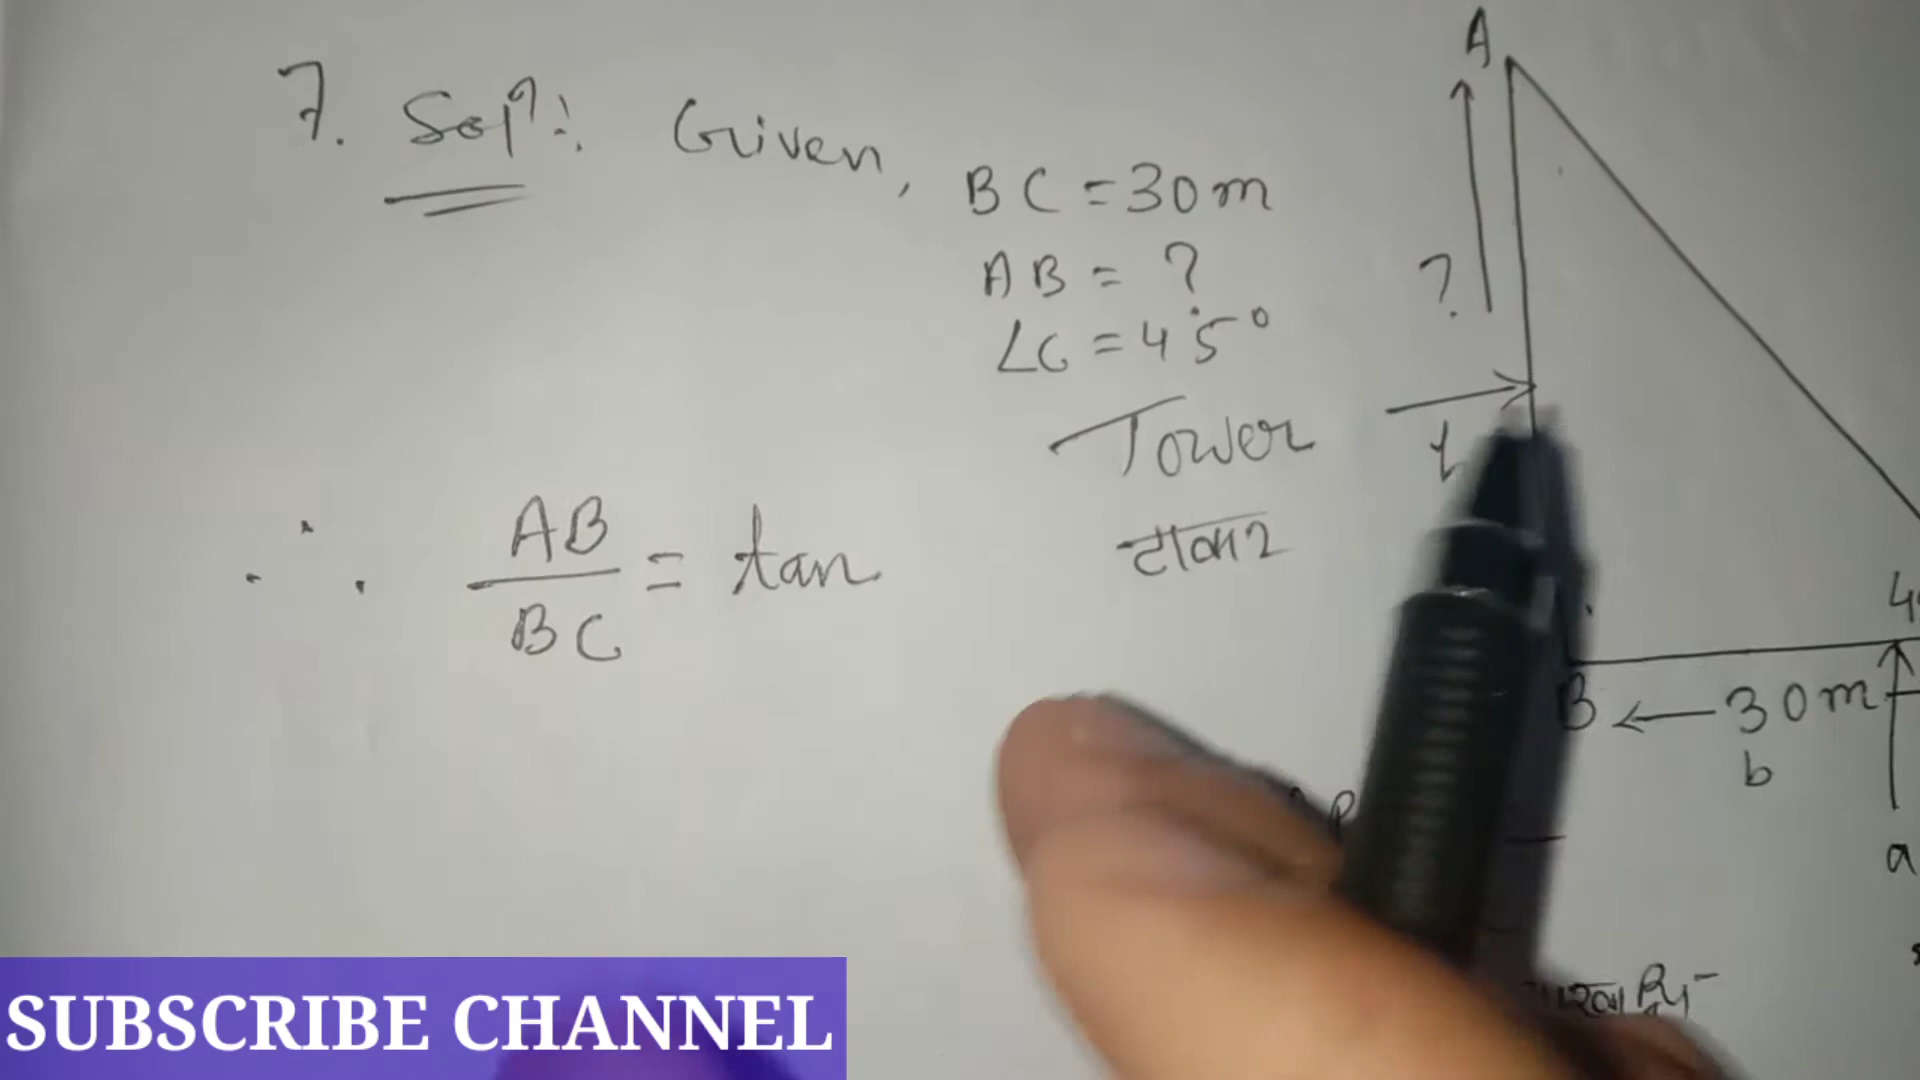 7. Solⁿ: Given,
BC = 30m
AB = ?
∠C = 45°
Tower
टावर
∴ AB/BC = tan
A
?
B ← 30m
b
a
SUBSCRIBE CHANNEL